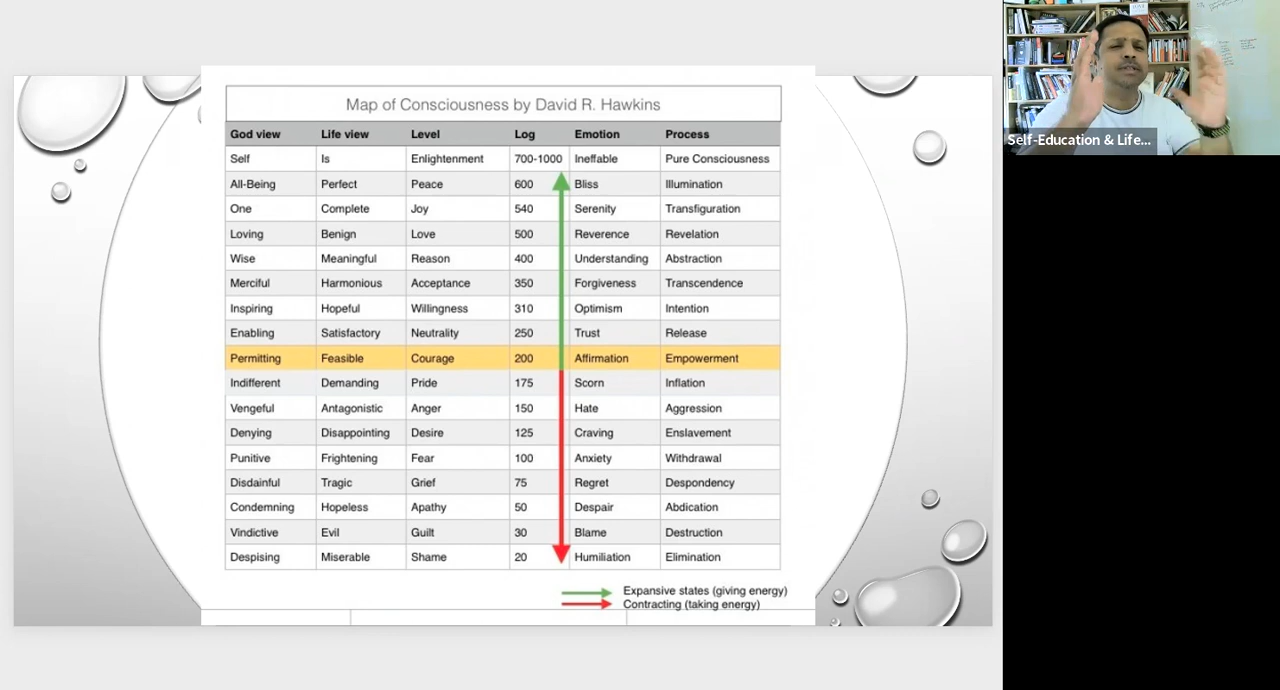 Map of Consciousness by David R. Hawkins
God view Life view Level Log Emotion Process
Self Is Enlightenment 700-1000 Ineffable Pure Consciousness
All-Being Perfect Peace 600 Bliss Illumination
One Complete Joy 540 Serenity Transfiguration
Loving Benign Love 500 Reverence Revelation
Wise Meaningful Reason 400 Understanding Abstraction
Merciful Harmonious Acceptance 350 Forgiveness Transcendence
Inspiring Hopeful Willingness 310 Optimism Intention
Enabling Satisfactory Neutrality 250 Trust Release
Permitting Feasible Courage 200 Affirmation Empowerment
Indifferent Demanding Pride 175 Scorn Inflation
Vengeful Antagonistic Anger 150 Hate Aggression
Denying Disappointing Desire 125 Craving Enslavement
Punitive Frightening Fear 100 Anxiety Withdrawal
Disdainful Tragic Grief 75 Regret Despondency
Condemning Hopeless Apathy 50 Despair Abdication
Vindictive Evil Guilt 30 Blame Destruction
Despising Miserable Shame 20 Humiliation Elimination
Expansive states (giving energy)
Contracting (taking energy)
Self-Education & Life...